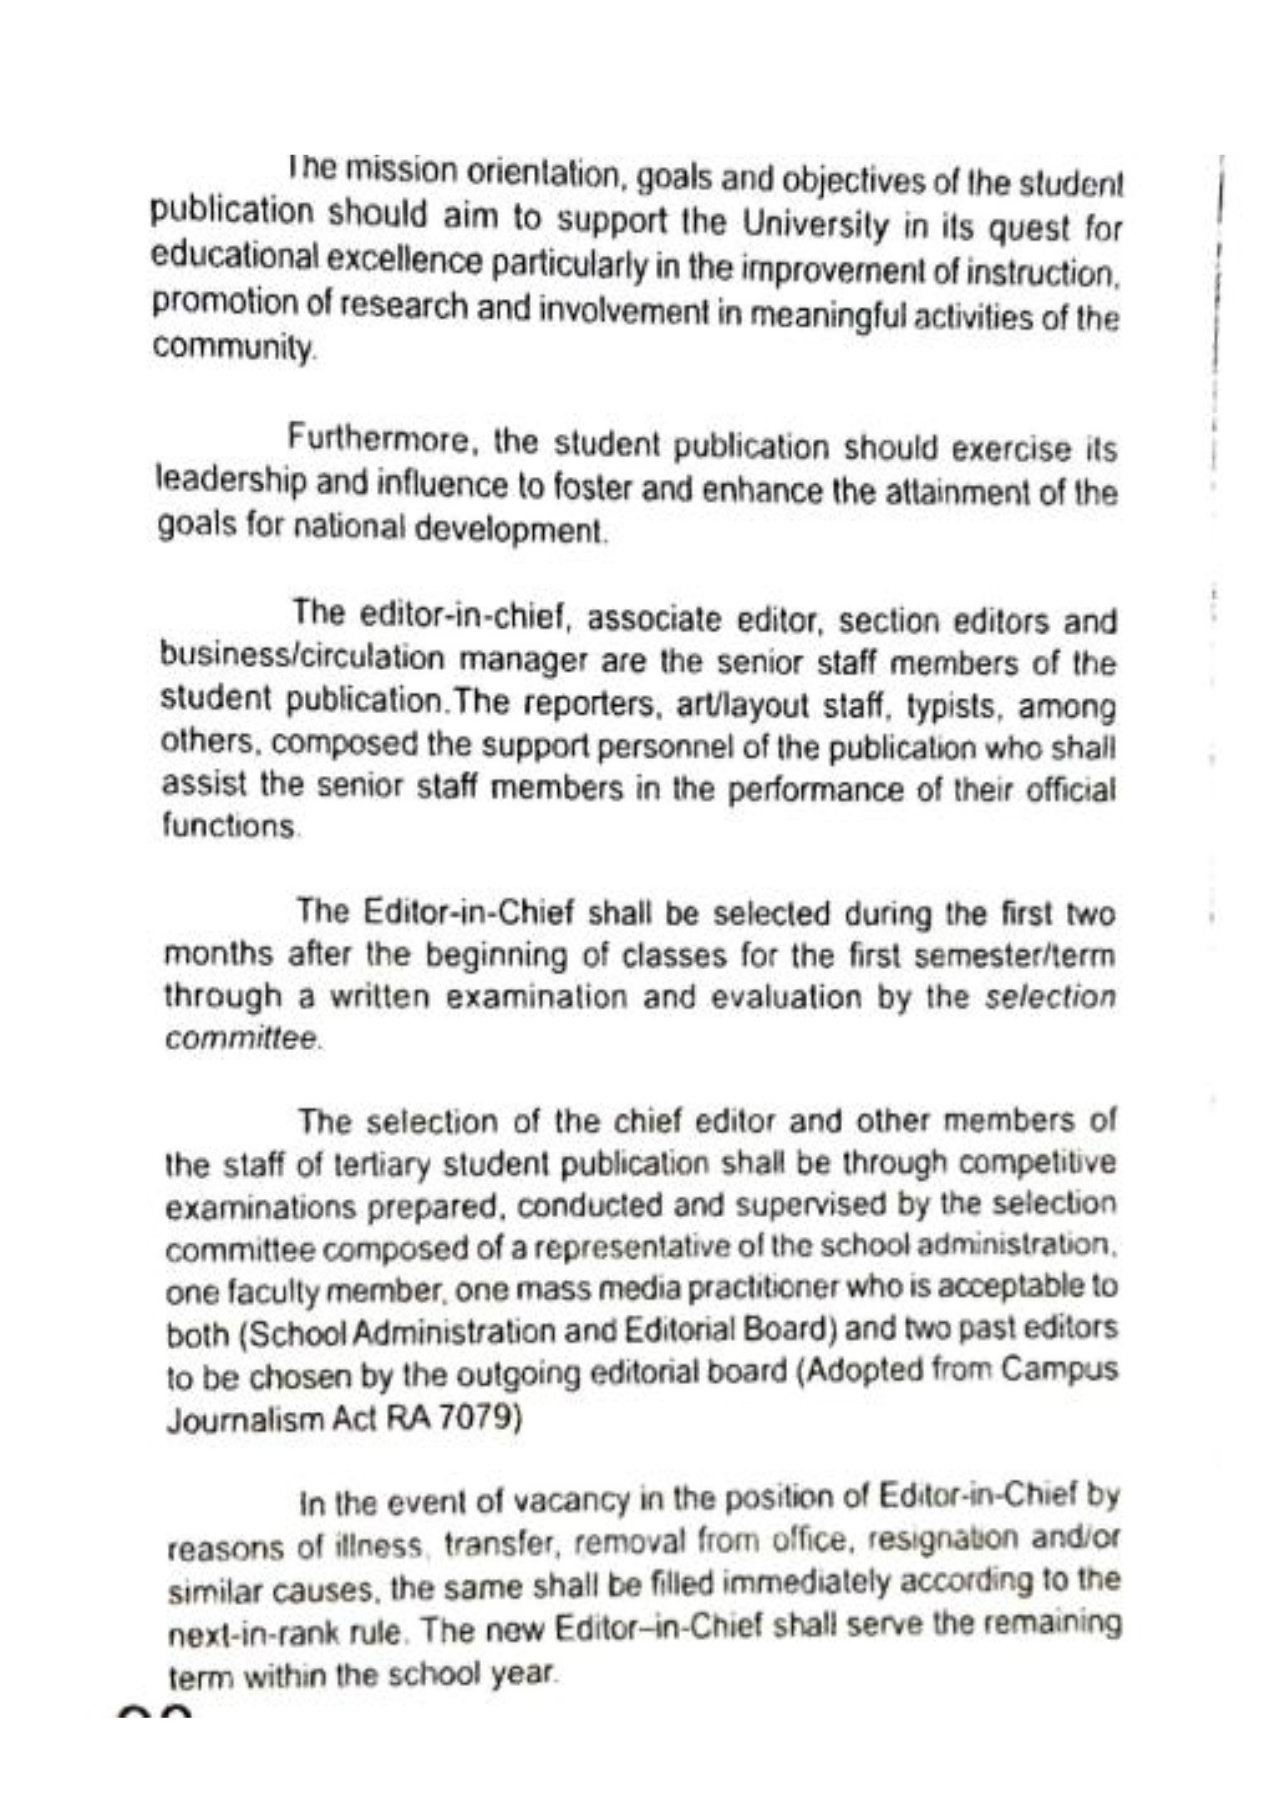 The mission orientation, goals and objectives of the student
publication should aim to support the University in its quest for
educational excellence particularly in the improvement of instruction,
promotion of research and involvement in meaningful activities of the
community.
Furthermore, the student publication should exercise its
leadership and influence to foster and enhance the attainment of the
goals for national development.
The editor-in-chief, associate editor, section editors and
business/circulation manager are the senior staff members of the
student publication.The reporters, art/layout staff, typists, among
others, composed the support personnel of the publication who shall
assist the senior staff members in the performance of their official
functions.
The Editor-in-Chief shall be selected during the first two
months after the beginning of classes for the first semester/term
through a written examination and evaluation by the selection
committee.
The selection of the chief editor and other members of
the staff of tertiary student publication shall be through competitive
examinations prepared, conducted and supervised by the selection
committee composed of a representative of the school administration,
one faculty member, one mass media practitioner who is acceptable to
both (School Administration and Editorial Board) and two past editors
to be chosen by the outgoing editorial board (Adopted from Campus
Journalism Act RA 7079)
In the event of vacancy in the position of Editor-in-Chief by
reasons of illness, transfer, removal from office, resignation and/or
similar causes, the same shall be filled immediately according to the
next-in-rank rule. The new Editor–in-Chief shall serve the remaining
term within the school year.